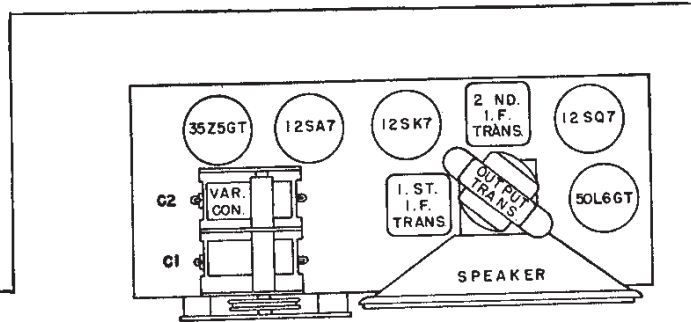 35Z5GT
12SA7
12SK7
2 ND.
I.F.
TRANS.
12SQ7
C2
VAR.
CON.
1. ST.
I.F.
TRANS.
OUTPUT
TRANS.
50L6GT
C1
SPEAKER